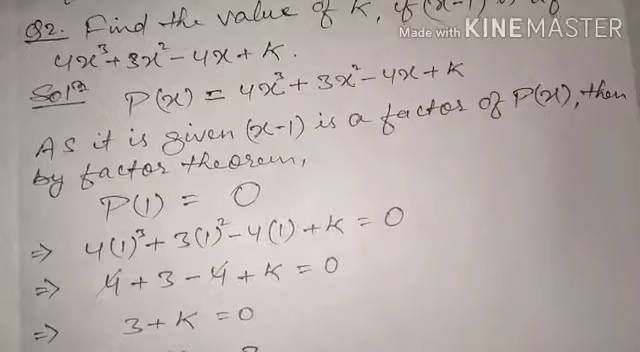 Q2. Find the value of K, if (x-1) is
Made with KINEMASTER
4x³+3x²-4x+K.
Solⁿ P(x) = 4x³+3x²-4x+K
As it is given (x-1) is a factor of P(x), then
by factor theorem,
P(1) = 0
⇒ 4(1)³+3(1)²-4(1)+K=0
⇒ 4+3-4+K=0
⇒ 3+K=0